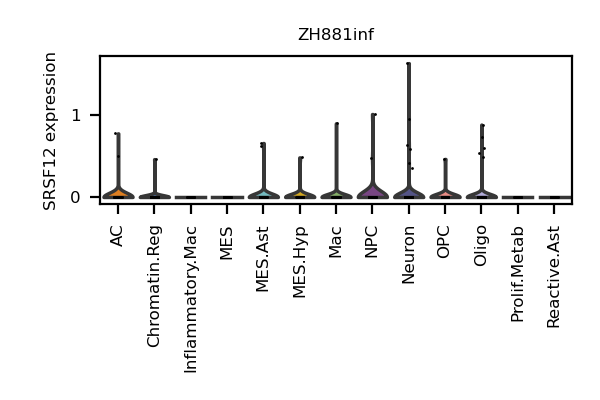 ZH881inf
SRSF12 expression
1
0
AC
Chromatin.Reg
Inflammatory.Mac
MES
MES.Ast
MES.Hyp
Mac
NPC
Neuron
OPC
Oligo
Prolif.Metab
Reactive.Ast